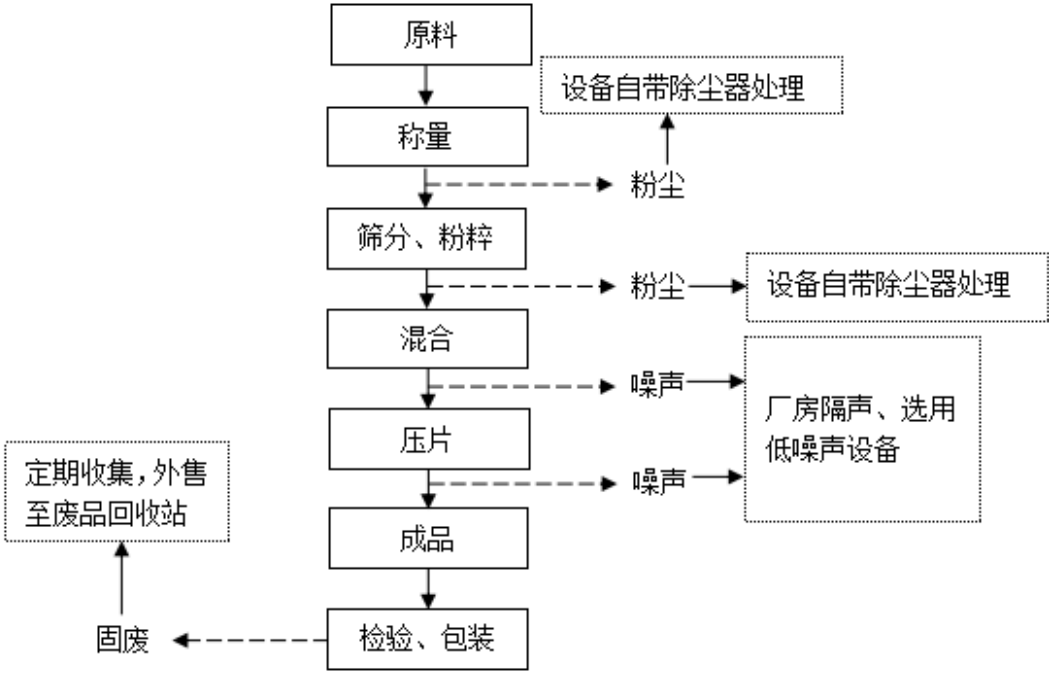 原料
设备自带除尘器处理
称量
粉尘
筛分、粉粹
粉尘
设备自带除尘器处理
混合
噪声
厂房隔声、选用
低噪声设备
压片
定期收集，外售
至废品回收站
噪声
成品
固废
检验、包装